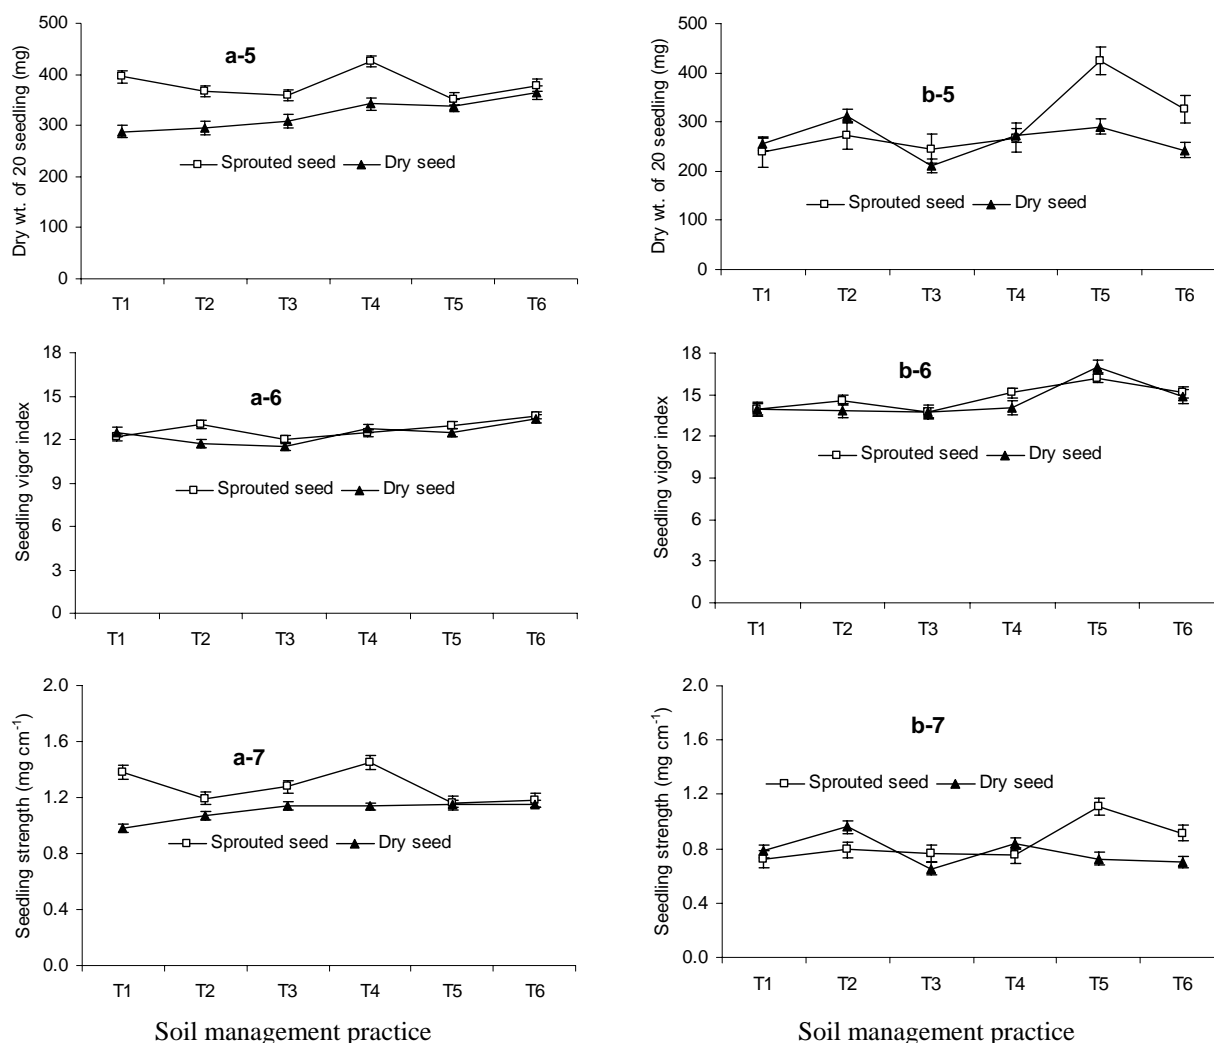 500
400
300
200
100
0
Dry wt. of 20 seedling (mg)
a-5
Sprouted seed Dry seed
T1 T2 T3 T4 T5 T6
500
400
300
200
100
0
Dry wt. of 20 seedling (mg)
b-5
Sprouted seed Dry seed
T1 T2 T3 T4 T5 T6
18
15
12
9
6
3
0
Seedling vigor index
a-6
Sprouted seed Dry seed
T1 T2 T3 T4 T5 T6
18
15
12
9
6
3
0
Seedling vigor index
b-6
Sprouted seed Dry seed
T1 T2 T3 T4 T5 T6
2.0
1.6
1.2
0.8
0.4
0.0
Seedling strength (mg cm⁻¹)
a-7
Sprouted seed Dry seed
T1 T2 T3 T4 T5 T6
Soil management practice
2.0
1.6
1.2
0.8
0.4
0.0
Seedling strength (mg cm⁻¹)
b-7
Sprouted seed Dry seed
T1 T2 T3 T4 T5 T6
Soil management practice